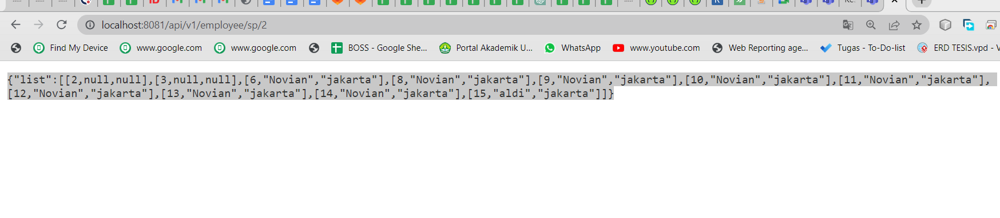 localhost:8081/api/v1/employee/sp/2
Find My Device www.google.com www.google.com BOSS - Google She... Portal Akademik U... WhatsApp www.youtube.com Web Reporting age... Tugas - To-Do-list ERD TESIS.vpd - V
{"list":[[2,null,null],[3,null,null],[6,"Novian","jakarta"],[8,"Novian","jakarta"],[9,"Novian","jakarta"],[10,"Novian","jakarta"],[11,"Novian","jakarta"],
[12,"Novian","jakarta"],[13,"Novian","jakarta"],[14,"Novian","jakarta"],[15,"aldi","jakarta"]]}